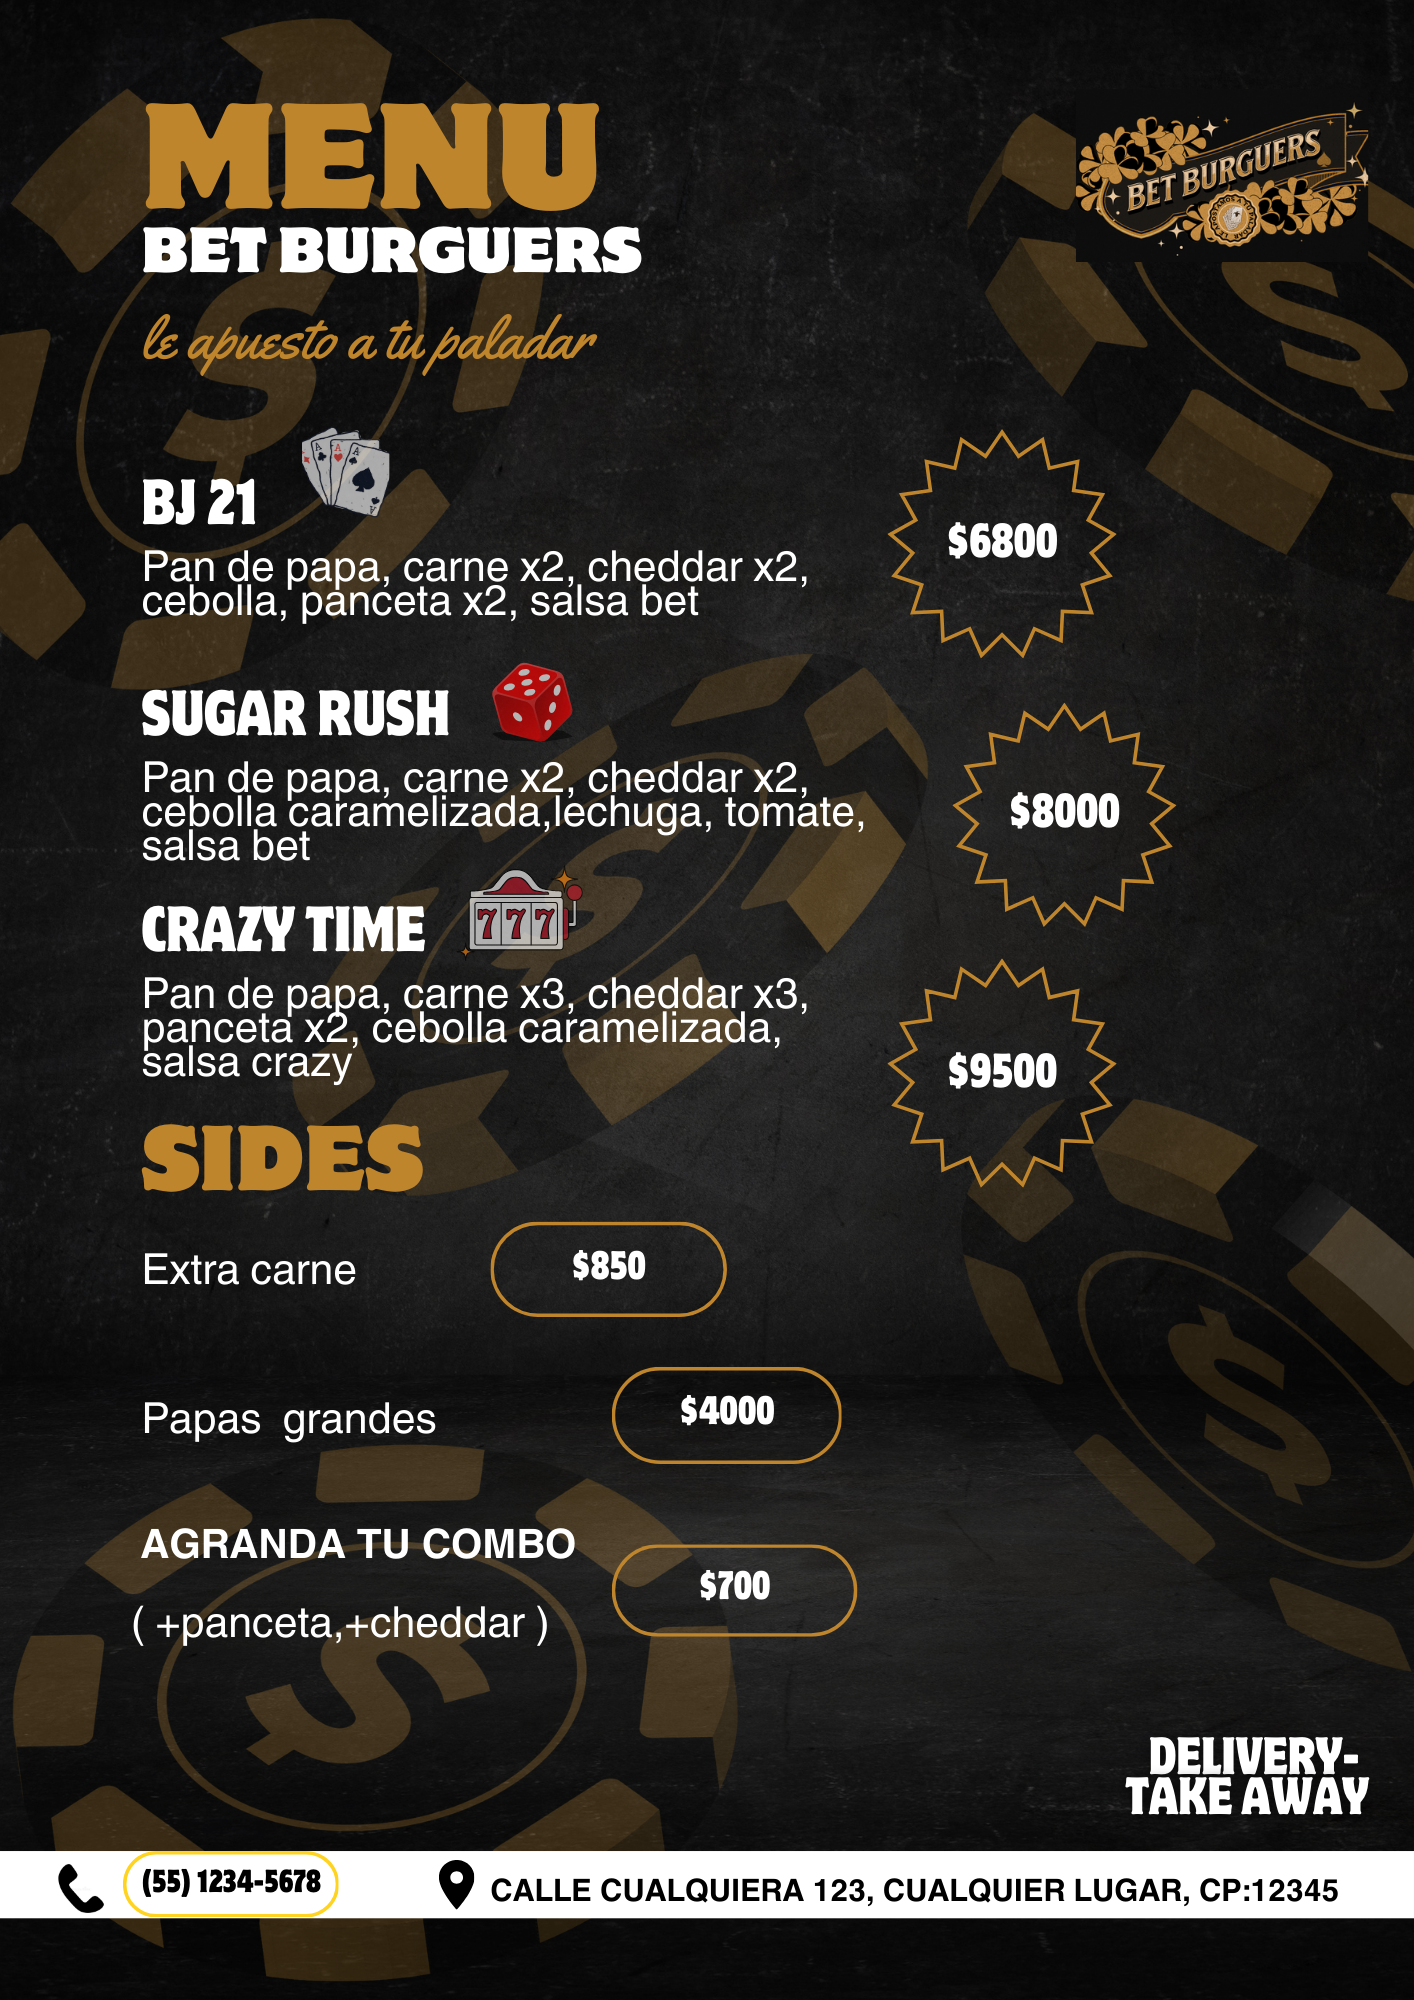 MENU
BET BURGUERS
BET BURGUERS
le apuesto a tu paladar
BJ 21
Pan de papa, carne x2, cheddar x2,
cebolla, panceta x2, salsa bet
$6800
SUGAR RUSH
Pan de papa, carne x2, cheddar x2,
cebolla caramelizada,lechuga, tomate,
salsa bet
$8000
CRAZY TIME
777
Pan de papa, carne x3, cheddar x3,
panceta x2, cebolla caramelizada,
salsa crazy
$9500
SIDES
Extra carne
$850
Papas  grandes
$4000
AGRANDA TU COMBO
( +panceta,+cheddar )
$700
DELIVERY-
TAKE AWAY
(55) 1234-5678
CALLE CUALQUIERA 123, CUALQUIER LUGAR, CP:12345